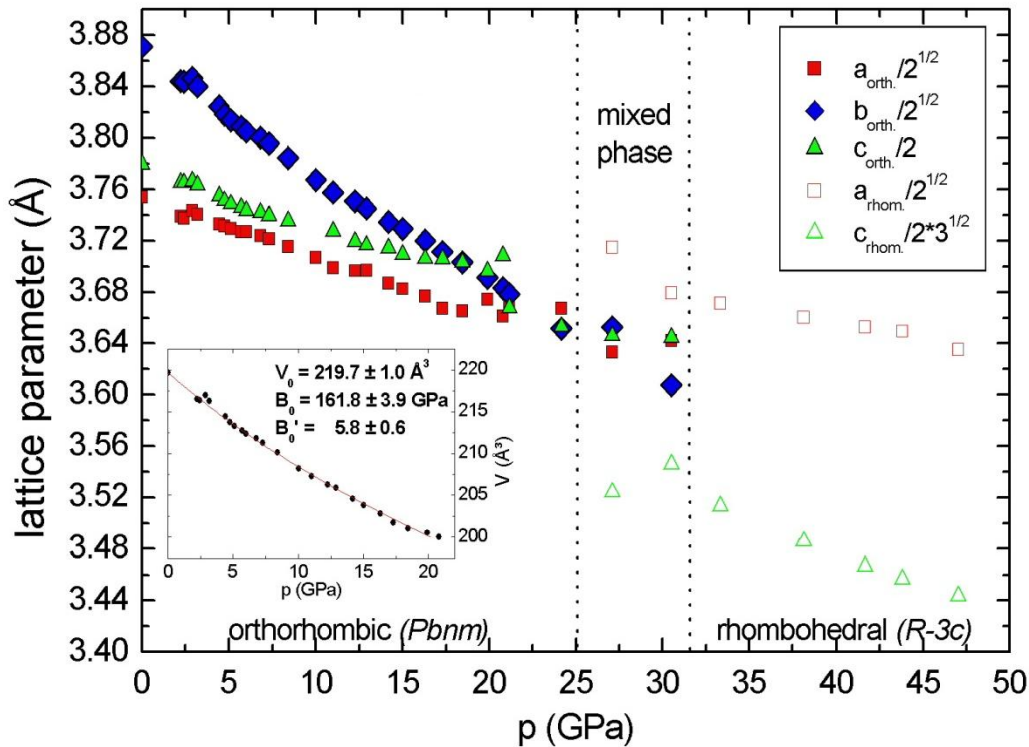 lattice parameter (Å)
3.88
3.84
3.80
3.76
3.72
3.68
3.64
3.60
3.56
3.52
3.48
3.44
3.40
mixed
phase
a_orth./2^1/2
b_orth./2^1/2
c_orth./2
a_rhom./2^1/2
c_rhom./2*3^1/2
V_0 = 219.7 ± 1.0 Å^3
B_0 = 161.8 ± 3.9 GPa
B_0' = 5.8 ± 0.6
220
215
210
205
200
V (Å³)
0 5 10 15 20
p (GPa)
orthorhombic (Pbnm)
rhombohedral (R-3c)
0 5 10 15 20 25 30 35 40 45 50
p (GPa)